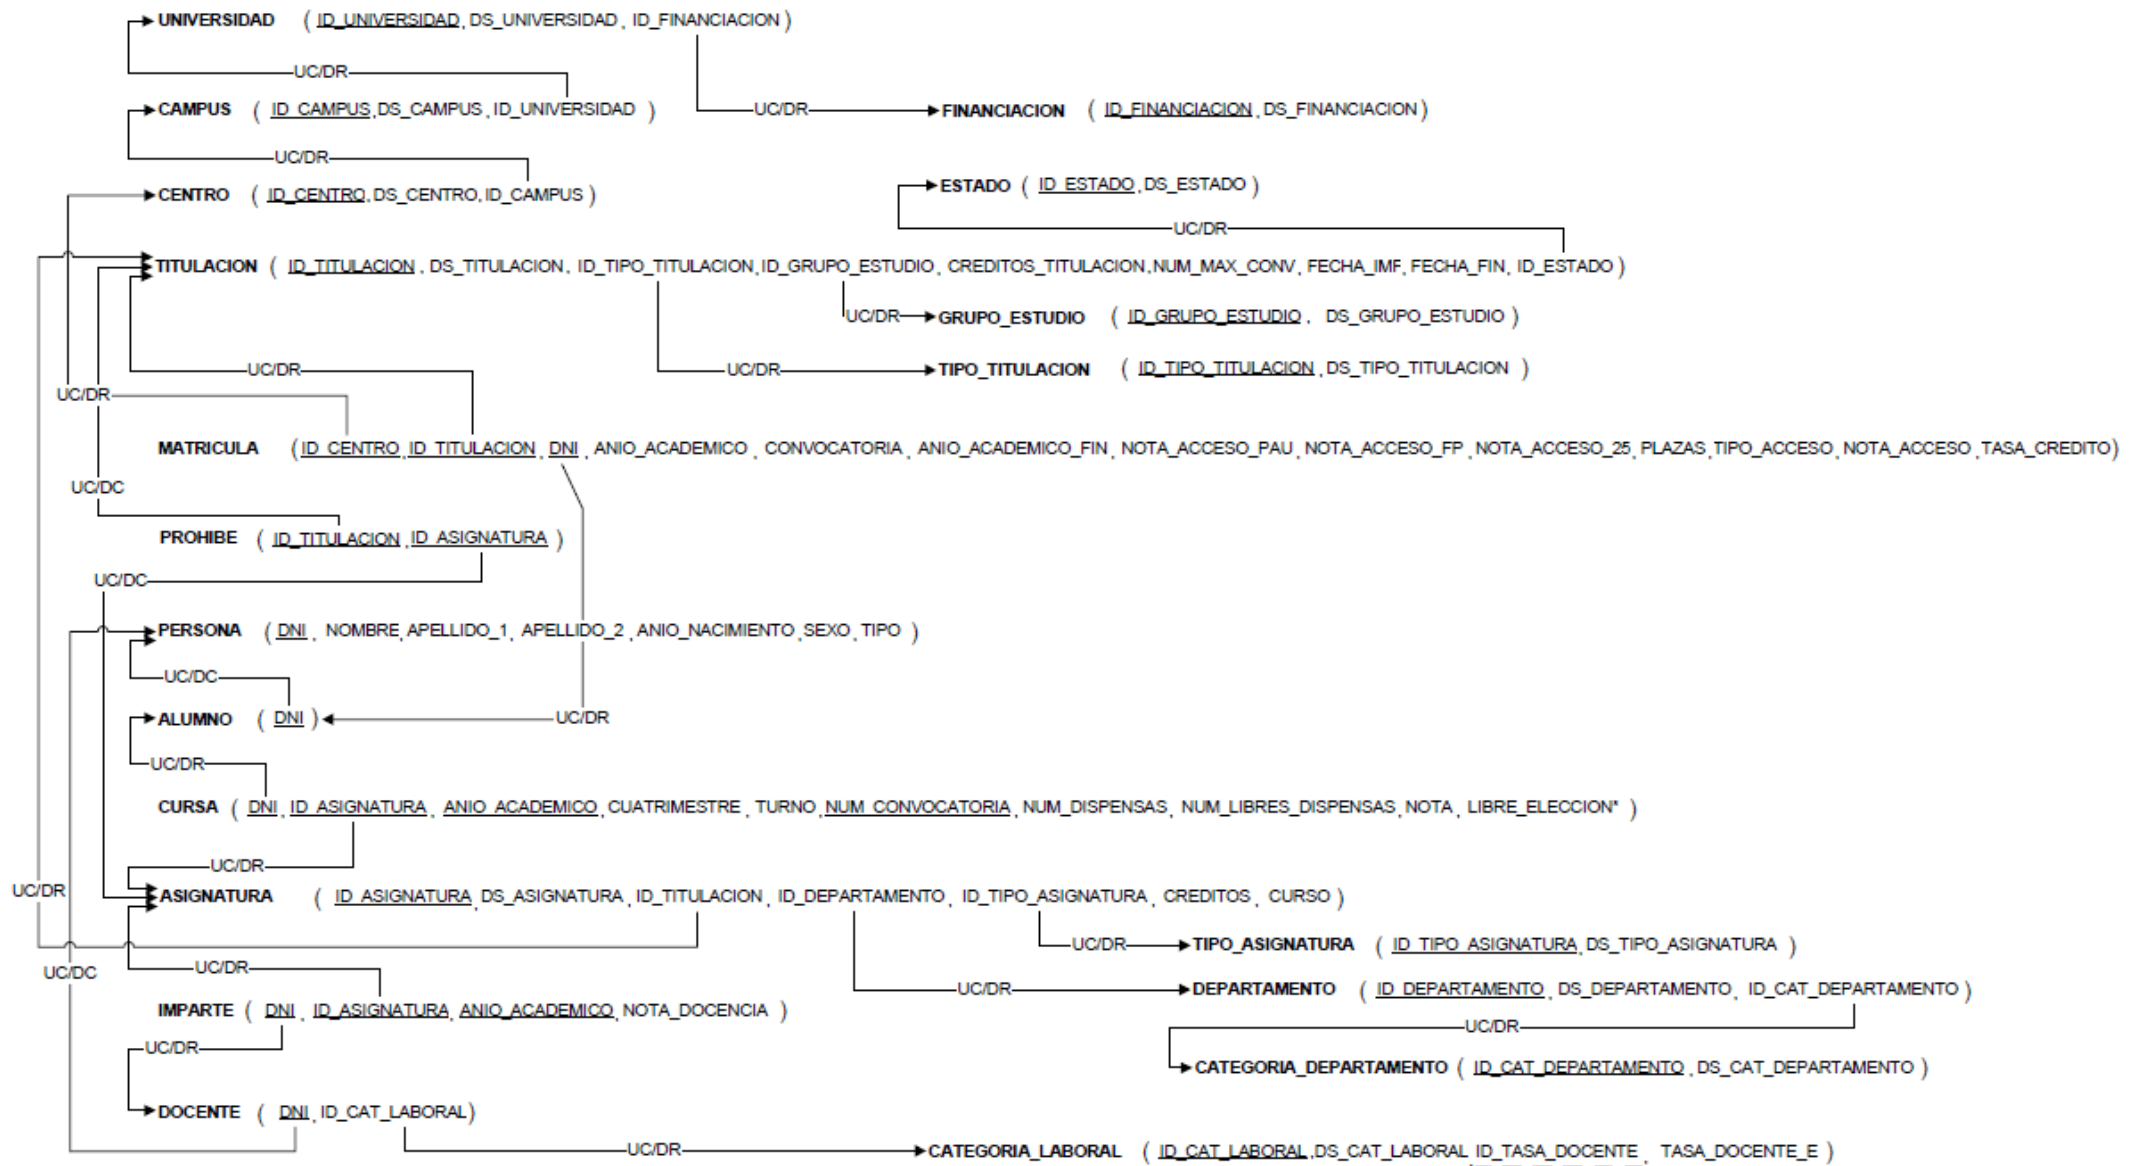 UNIVERSIDAD ( ID_UNIVERSIDAD, DS_UNIVERSIDAD, ID_FINANCIACION )
UC/DR
CAMPUS ( ID_CAMPUS, DS_CAMPUS, ID_UNIVERSIDAD )
UC/DR
FINANCIACION ( ID_FINANCIACION, DS_FINANCIACION )
UC/DR
CENTRO ( ID_CENTRO, DS_CENTRO, ID_CAMPUS )
ESTADO ( ID_ESTADO, DS_ESTADO )
UC/DR
TITULACION ( ID_TITULACION, DS_TITULACION, ID_TIPO_TITULACION, ID_GRUPO_ESTUDIO, CREDITOS_TITULACION, NUM_MAX_CONV, FECHA_IMF, FECHA_FIN, ID_ESTADO )
UC/DR
GRUPO_ESTUDIO ( ID_GRUPO_ESTUDIO, DS_GRUPO_ESTUDIO )
UC/DR
UC/DR
TIPO_TITULACION ( ID_TIPO_TITULACION, DS_TIPO_TITULACION )
UC/DR
MATRICULA ( ID_CENTRO, ID_TITULACION, DNI, ANIO_ACADEMICO, CONVOCATORIA, ANIO_ACADEMICO_FIN, NOTA_ACCESO_PAU, NOTA_ACCESO_FP, NOTA_ACCESO_25, PLAZAS, TIPO_ACCESO, NOTA_ACCESO, TASA_CREDITO)
UC/DC
PROHIBE ( ID_TITULACION, ID_ASIGNATURA )
UC/DC
PERSONA ( DNI, NOMBRE, APELLIDO_1, APELLIDO_2, ANIO_NACIMIENTO, SEXO, TIPO )
UC/DC
ALUMNO ( DNI )
UC/DR
UC/DR
CURSA ( DNI, ID_ASIGNATURA, ANIO_ACADEMICO, CUATRIMESTRE, TURNO, NUM_CONVOCATORIA, NUM_DISPENSAS, NUM_LIBRES_DISPENSAS, NOTA, LIBRE_ELECCION* )
UC/DR
UC/DR
ASIGNATURA ( ID_ASIGNATURA, DS_ASIGNATURA, ID_TITULACION, ID_DEPARTAMENTO, ID_TIPO_ASIGNATURA, CREDITOS, CURSO )
UC/DR
TIPO_ASIGNATURA ( ID_TIPO_ASIGNATURA, DS_TIPO_ASIGNATURA )
UC/DC
UC/DR
UC/DR
DEPARTAMENTO ( ID_DEPARTAMENTO, DS_DEPARTAMENTO, ID_CAT_DEPARTAMENTO )
IMPARTE ( DNI, ID_ASIGNATURA, ANIO_ACADEMICO, NOTA_DOCENCIA )
UC/DR
UC/DR
CATEGORIA_DEPARTAMENTO ( ID_CAT_DEPARTAMENTO, DS_CAT_DEPARTAMENTO )
DOCENTE ( DNI, ID_CAT_LABORAL)
UC/DR
CATEGORIA_LABORAL ( ID_CAT_LABORAL, DS_CAT_LABORAL ID_TASA_DOCENTE, TASA_DOCENTE_E )